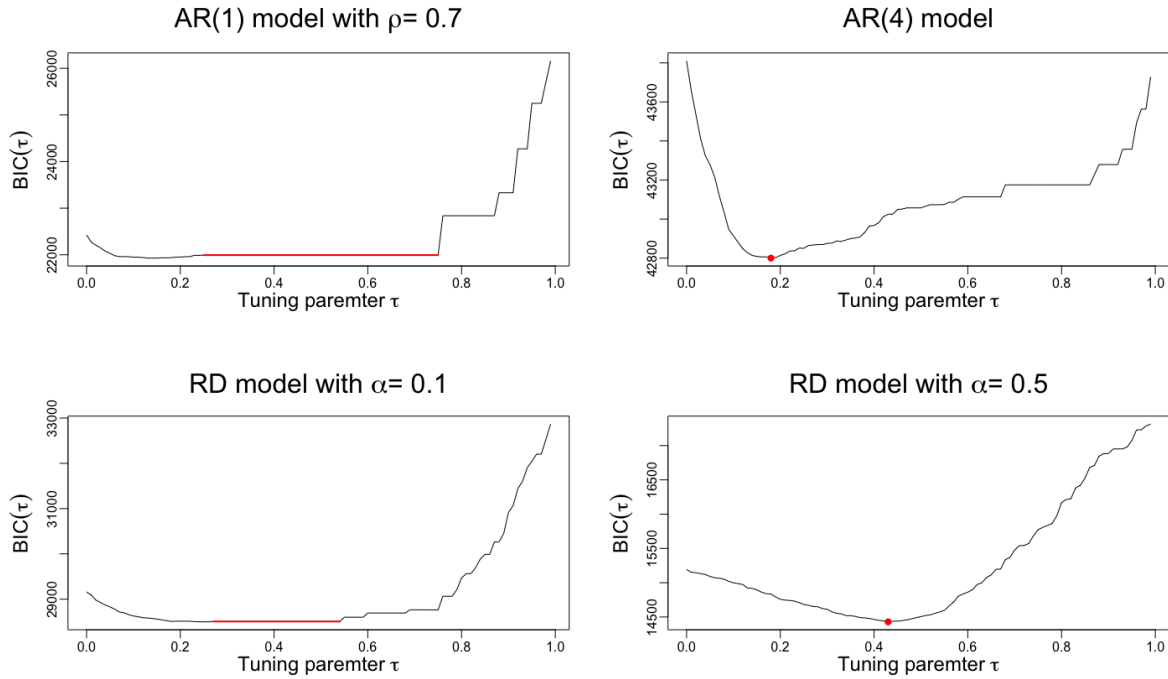 AR(1) model with ρ= 0.7
BIC(τ)
22000 24000 26000
0.0 0.2 0.4 0.6 0.8 1.0
Tuning paremter τ
AR(4) model
BIC(τ)
42800 43200 43600
0.0 0.2 0.4 0.6 0.8 1.0
Tuning paremter τ
RD model with α= 0.1
BIC(τ)
29000 31000 33000
0.0 0.2 0.4 0.6 0.8 1.0
Tuning paremter τ
RD model with α= 0.5
BIC(τ)
14500 15500 16500
0.0 0.2 0.4 0.6 0.8 1.0
Tuning paremter τ